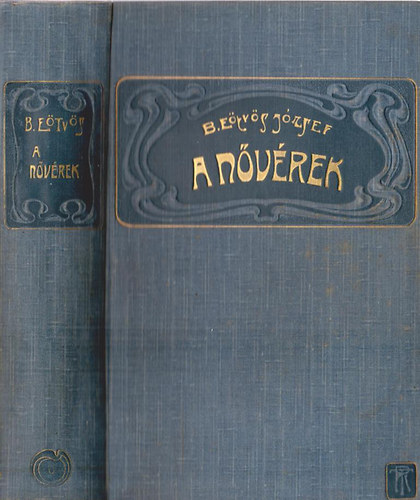 B. EÖTVÖS
A
NŐVÉREK
B. EÖTVÖS JÓZSEF
A NŐVÉREK